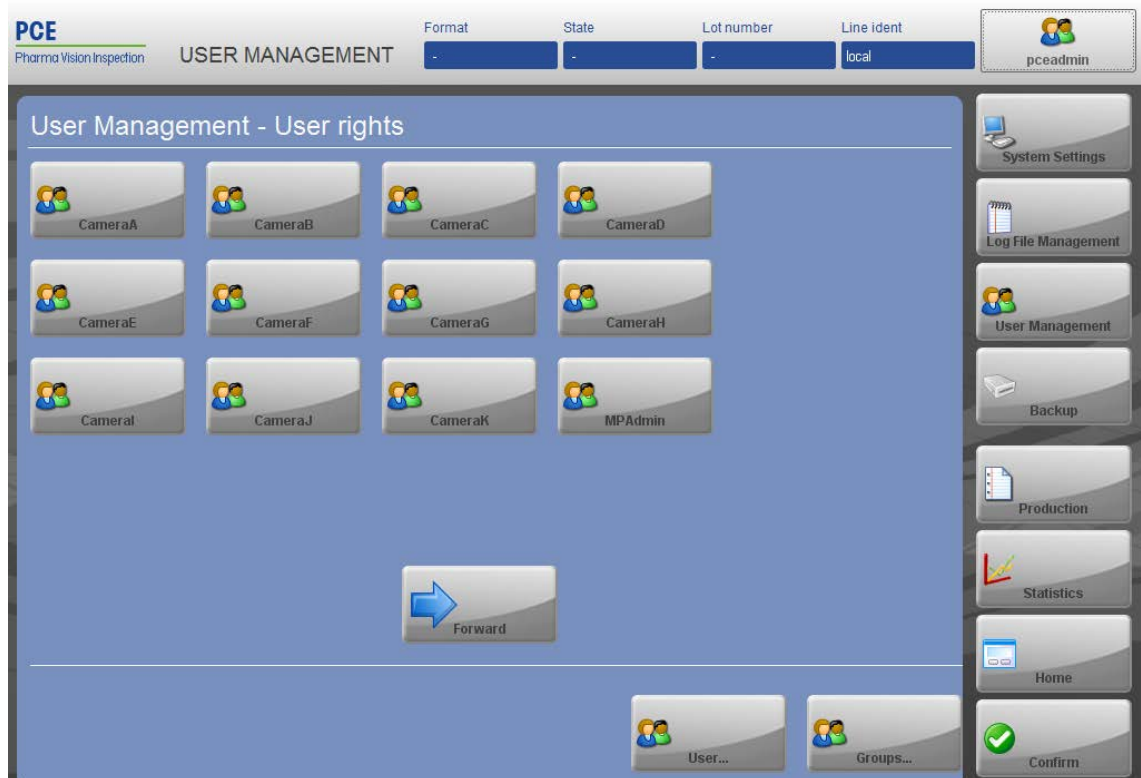 PCE
Pharma Vision Inspection
USER MANAGEMENT
Format
State
Lot number
Line ident
-
-
-
local
pceadmin
User Management - User rights
CameraA
CameraB
CameraC
CameraD
CameraE
CameraF
CameraG
CameraH
CameraI
CameraJ
CameraK
MPAdmin
Forward
User...
Groups...
System Settings
Log File Management
User Management
Backup
Production
Statistics
Home
Confirm